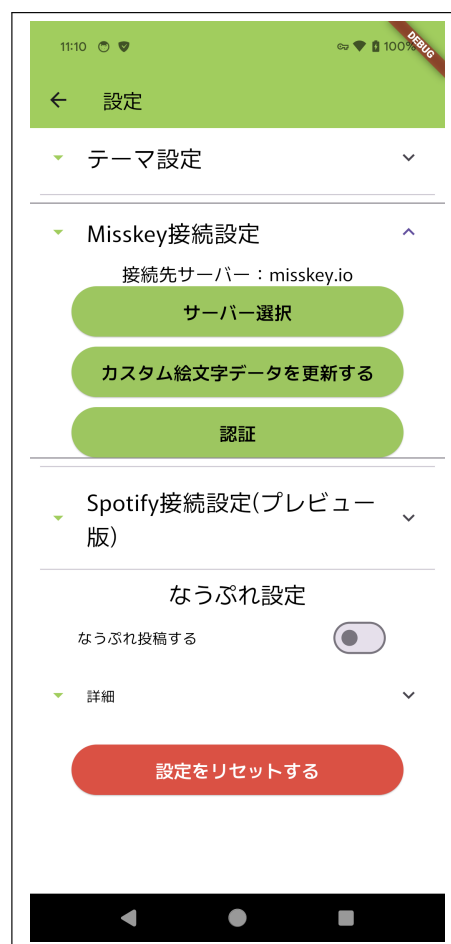 11:10
100%
DEBUG
設定
テーマ設定
Misskey接続設定
接続先サーバー：misskey.io
サーバー選択
カスタム絵文字データを更新する
認証
Spotify接続設定(プレビュー
版)
なうぷれ設定
なうぷれ投稿する
詳細
設定をリセットする